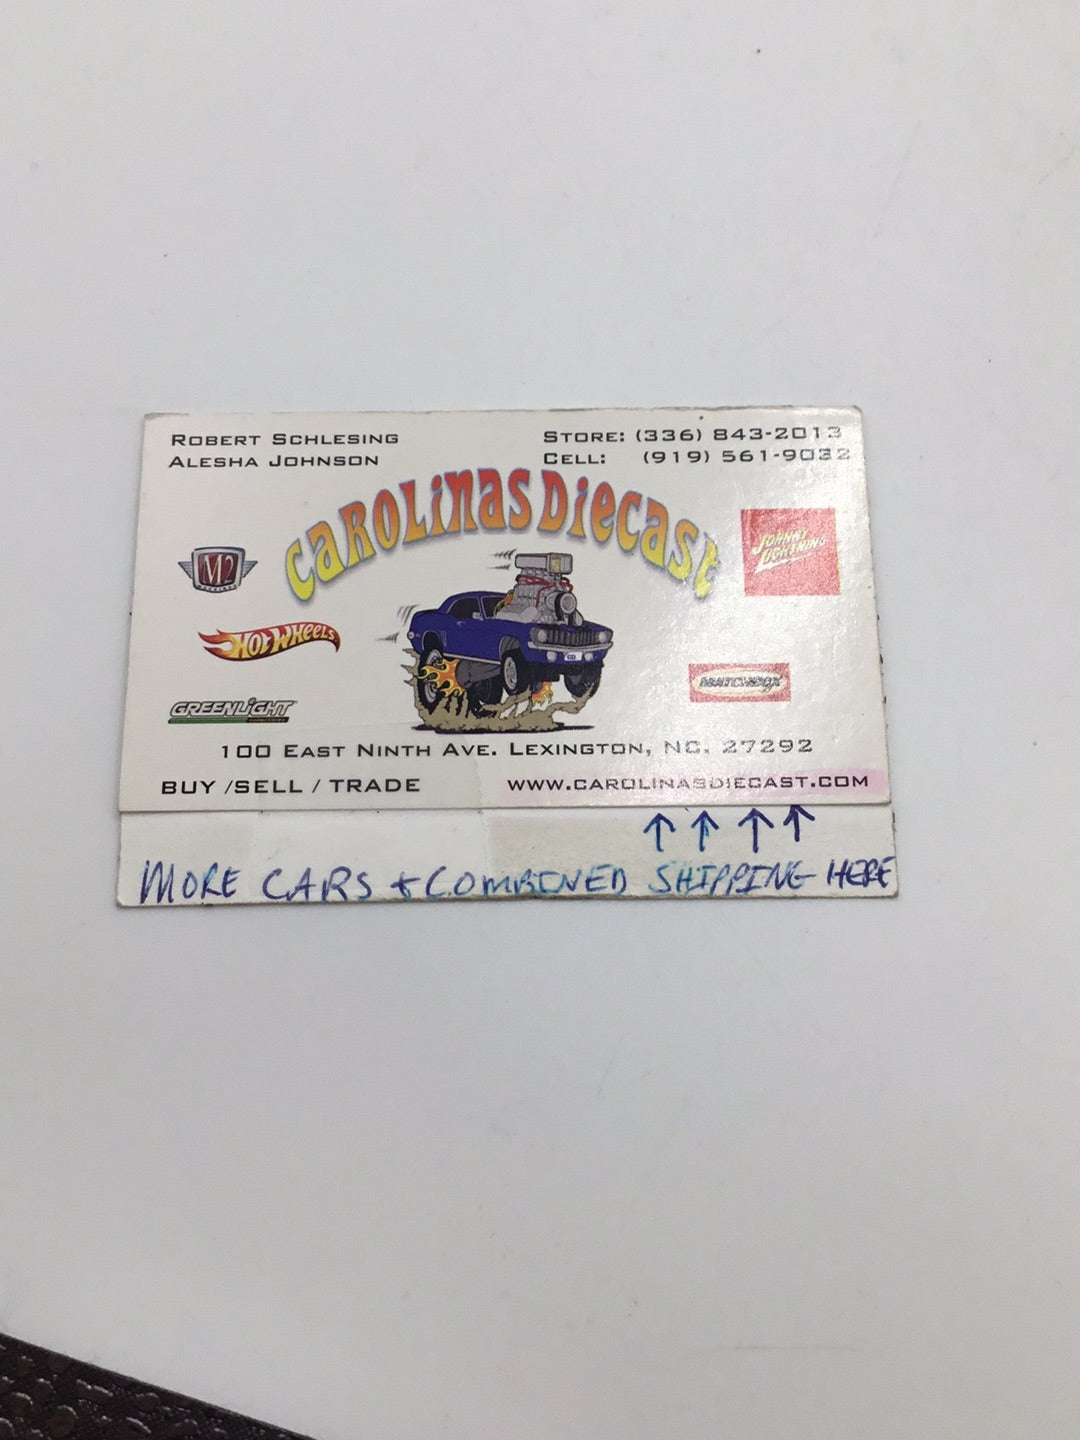 ROBERT SCHLESING
ALESHA JOHNSON
STORE: (336) 843-2013
CELL: (919) 561-9032
CAROLINAS DIECAST
M2
JOHNNY LIGHTNING
HOT WHEELS
MATCHBOX
GREENLIGHT
100 EAST NINTH AVE. LEXINGTON, NC. 27292
BUY /SELL / TRADE
WWW.CAROLINASDIECAST.COM
MORE CARS + COMBINED SHIPPING HERE